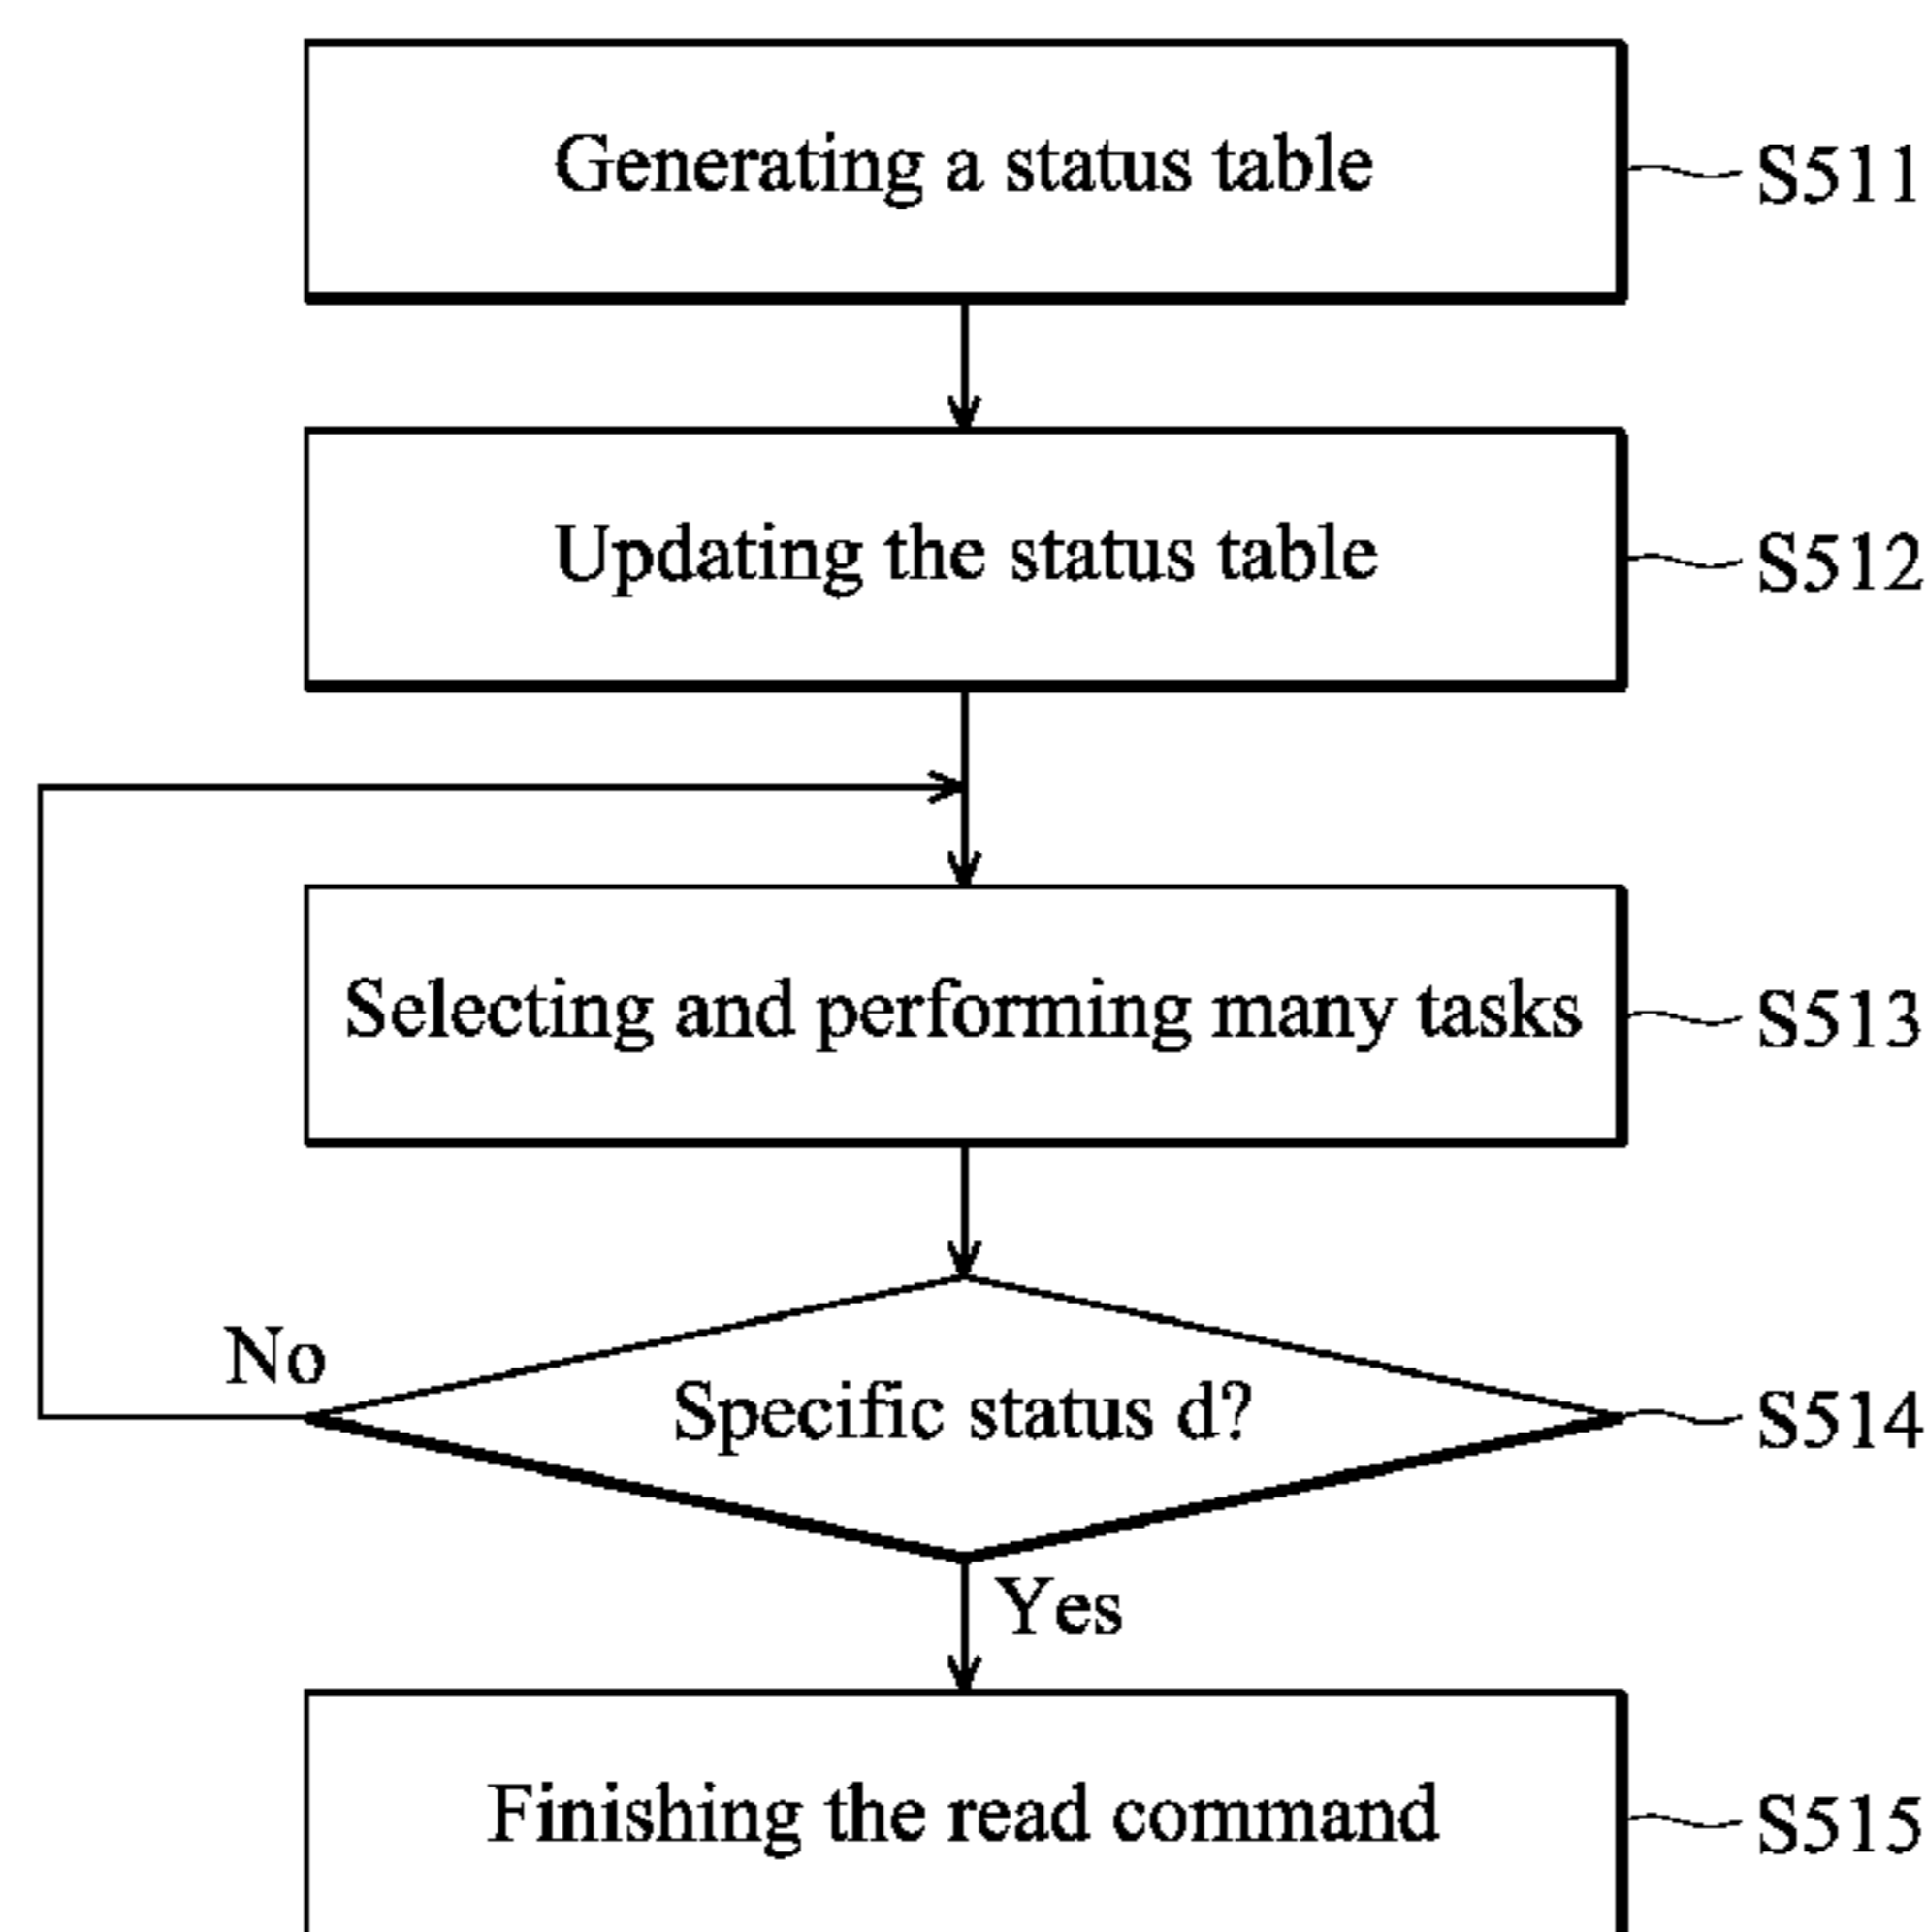 Generating a status table
S511
Updating the status table
S512
Selecting and performing many tasks
S513
No
Specific status d?
S514
Yes
Finishing the read command
S515